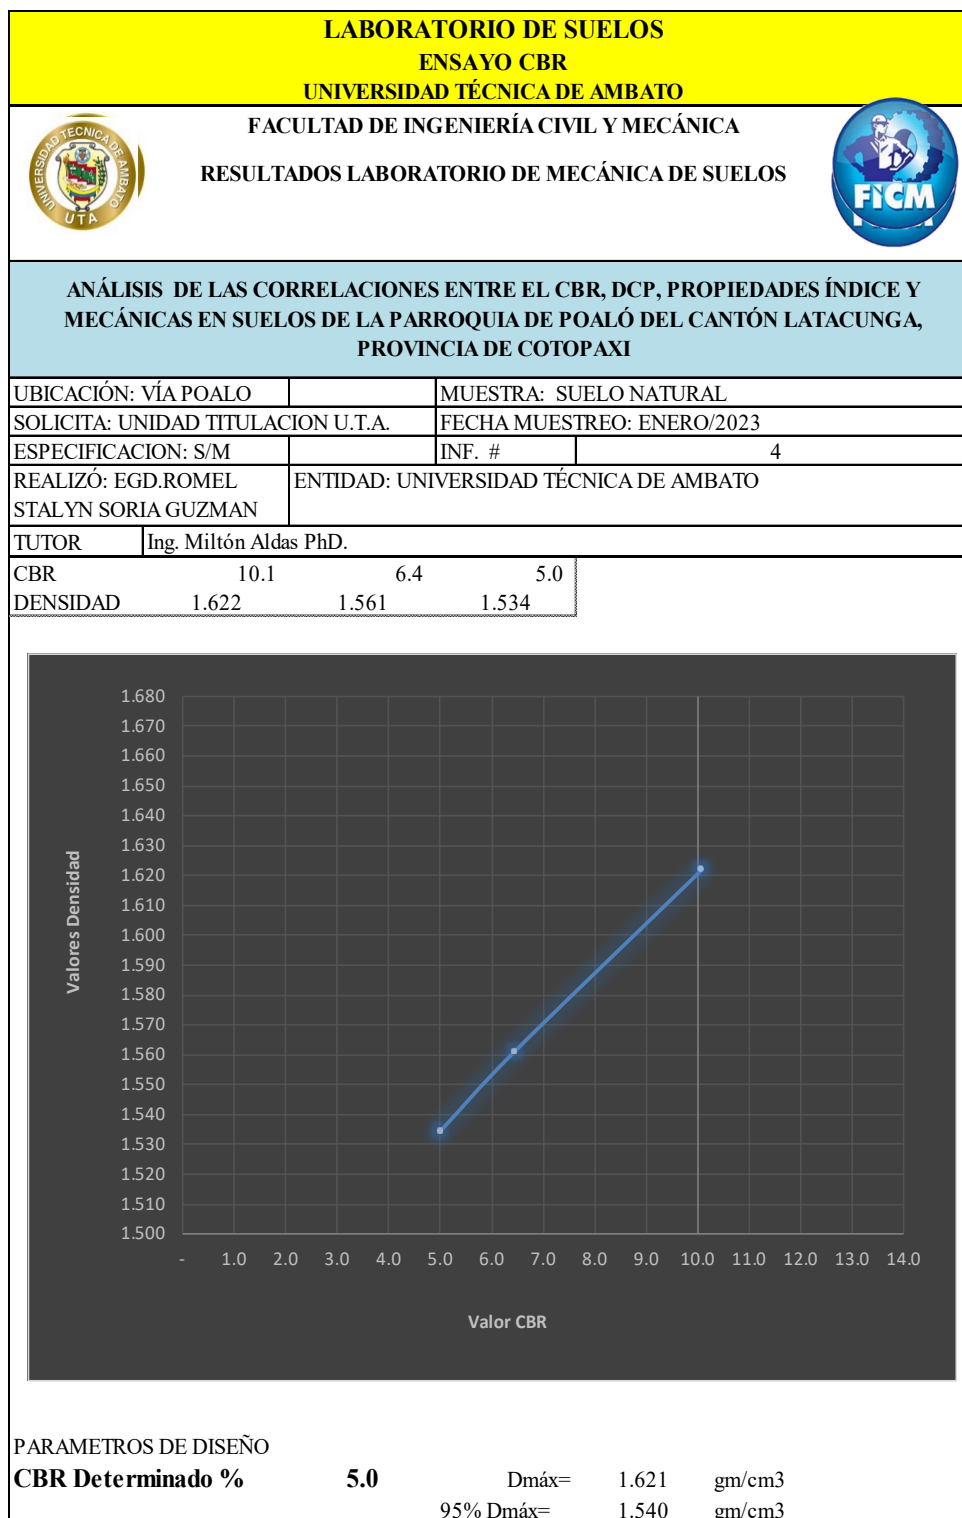 LABORATORIO DE SUELOS
ENSAYO CBR
UNIVERSIDAD TÉCNICA DE AMBATO
FACULTAD DE INGENIERÍA CIVIL Y MECÁNICA
RESULTADOS LABORATORIO DE MECÁNICA DE SUELOS
UNIVERSIDAD TECNICA DE AMBATO
UTA
FICM
ANÁLISIS DE LAS CORRELACIONES ENTRE EL CBR, DCP, PROPIEDADES ÍNDICE Y
MECÁNICAS EN SUELOS DE LA PARROQUIA DE POALÓ DEL CANTÓN LATACUNGA,
PROVINCIA DE COTOPAXI
UBICACIÓN: VÍA POALO MUESTRA: SUELO NATURAL
SOLICITA: UNIDAD TITULACION U.T.A. FECHA MUESTREO: ENERO/2023
ESPECIFICACION: S/M INF. # 4
REALIZÓ: EGD.ROMEL ENTIDAD: UNIVERSIDAD TÉCNICA DE AMBATO
STALYN SORIA GUZMAN
TUTOR Ing. Miltón Aldas PhD.
CBR 10.1 6.4 5.0
DENSIDAD 1.622 1.561 1.534
1.680
1.670
1.660
1.650
1.640
1.630
1.620
1.610
1.600
1.590
1.580
1.570
1.560
1.550
1.540
1.530
1.520
1.510
1.500
Valores Densidad
- 1.0 2.0 3.0 4.0 5.0 6.0 7.0 8.0 9.0 10.0 11.0 12.0 13.0 14.0
Valor CBR
PARAMETROS DE DISEÑO
CBR Determinado % 5.0 Dmáx= 1.621 gm/cm3
95% Dmáx= 1.540 gm/cm3